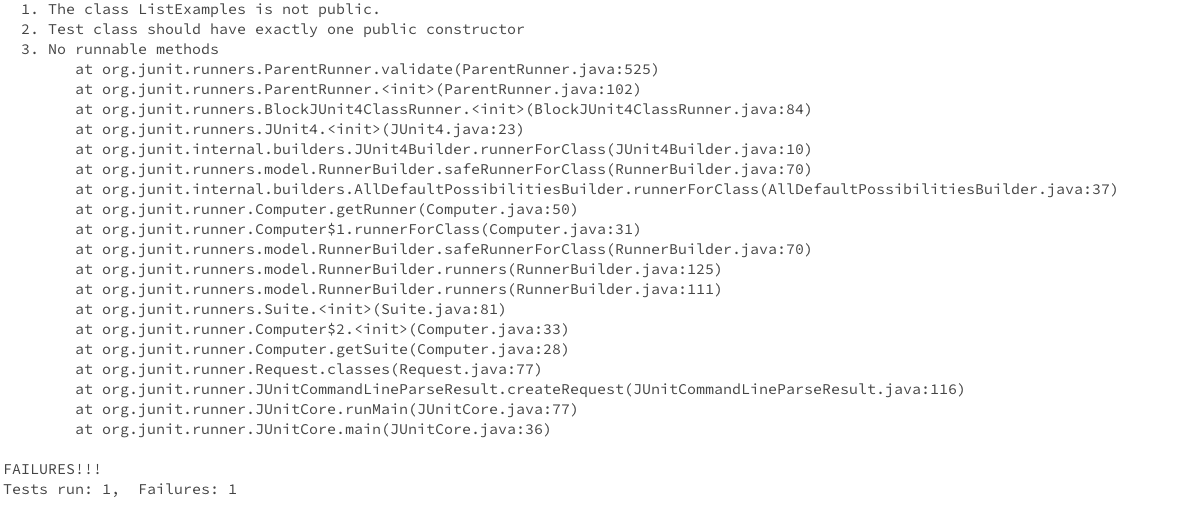 1. The class ListExamples is not public.
2. Test class should have exactly one public constructor
3. No runnable methods
at org.junit.runners.ParentRunner.validate(ParentRunner.java:525)
at org.junit.runners.ParentRunner.<init>(ParentRunner.java:102)
at org.junit.runners.BlockJUnit4ClassRunner.<init>(BlockJUnit4ClassRunner.java:84)
at org.junit.runners.JUnit4.<init>(JUnit4.java:23)
at org.junit.internal.builders.JUnit4Builder.runnerForClass(JUnit4Builder.java:10)
at org.junit.runners.model.RunnerBuilder.safeRunnerForClass(RunnerBuilder.java:70)
at org.junit.internal.builders.AllDefaultPossibilitiesBuilder.runnerForClass(AllDefaultPossibilitiesBuilder.java:37)
at org.junit.runner.Computer.getRunner(Computer.java:50)
at org.junit.runner.Computer$1.runnerForClass(Computer.java:31)
at org.junit.runners.model.RunnerBuilder.safeRunnerForClass(RunnerBuilder.java:70)
at org.junit.runners.model.RunnerBuilder.runners(RunnerBuilder.java:125)
at org.junit.runners.model.RunnerBuilder.runners(RunnerBuilder.java:111)
at org.junit.runners.Suite.<init>(Suite.java:81)
at org.junit.runner.Computer$2.<init>(Computer.java:33)
at org.junit.runner.Computer.getSuite(Computer.java:28)
at org.junit.runner.Request.classes(Request.java:77)
at org.junit.runner.JUnitCommandLineParseResult.createRequest(JUnitCommandLineParseResult.java:116)
at org.junit.runner.JUnitCore.runMain(JUnitCore.java:77)
at org.junit.runner.JUnitCore.main(JUnitCore.java:36)
FAILURES!!!
Tests run: 1,  Failures: 1